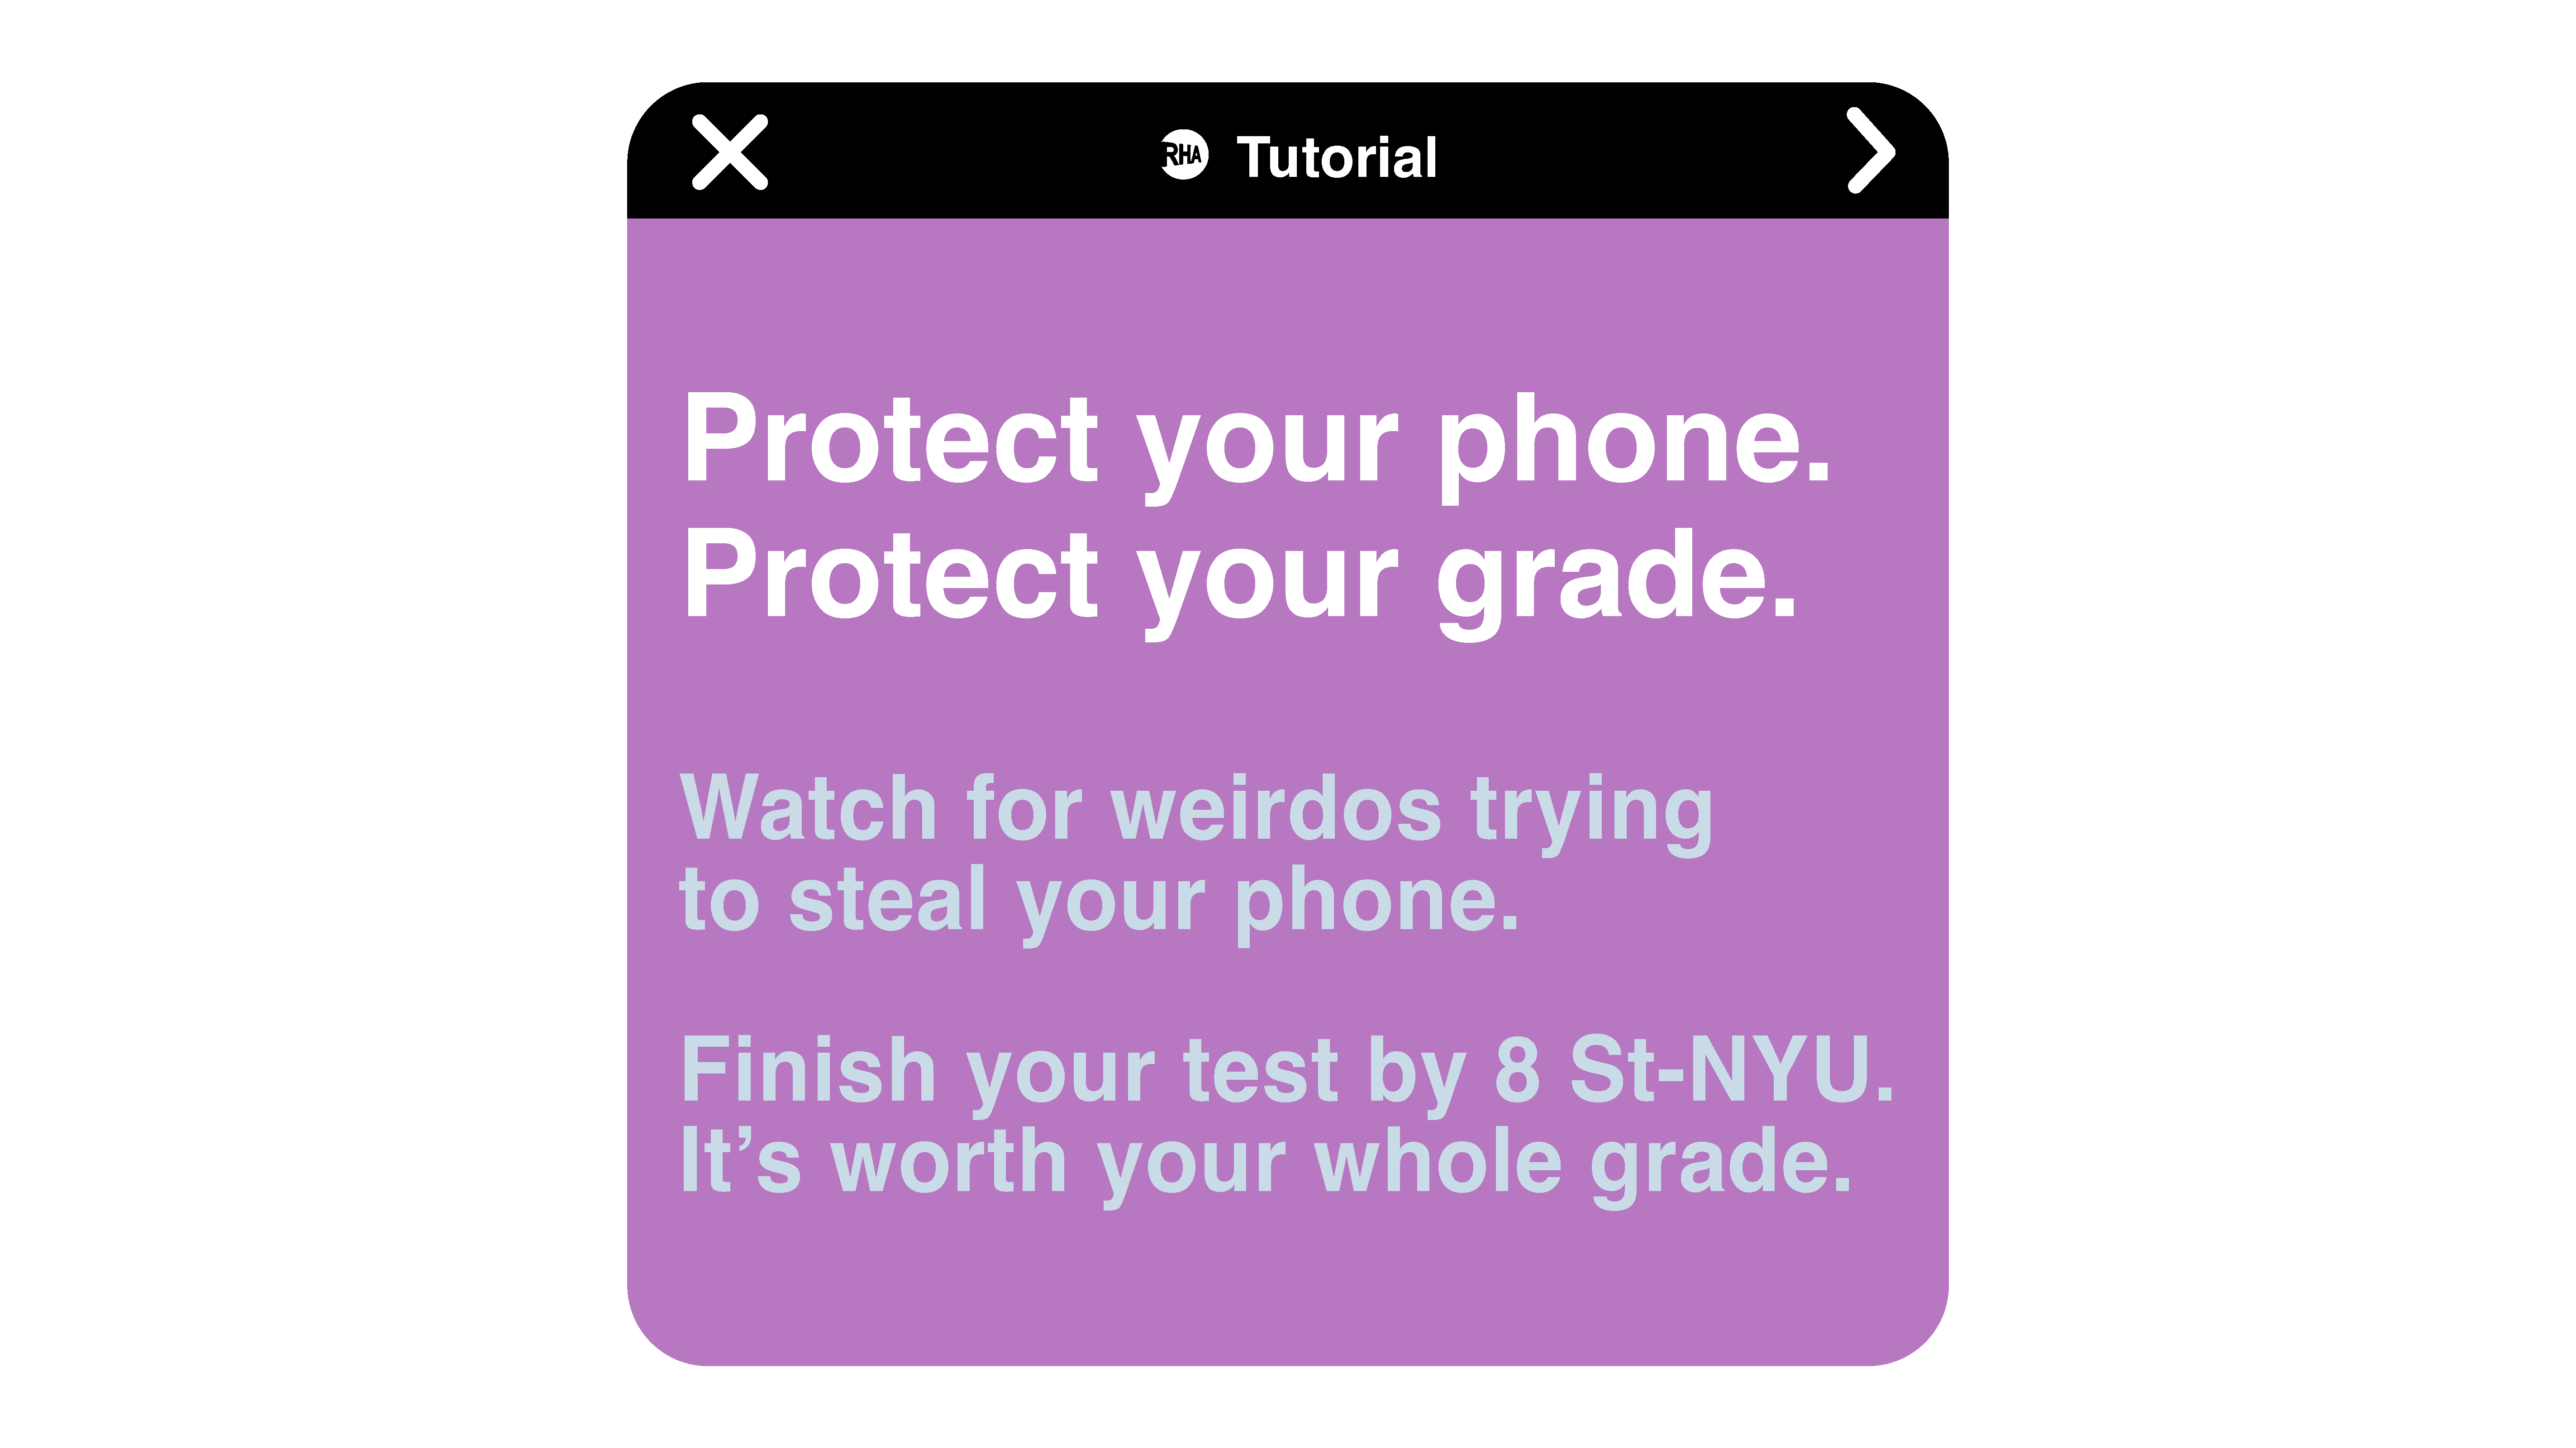 RHA Tutorial
Protect your phone.
Protect your grade.
Watch for weirdos trying
to steal your phone.
Finish your test by 8 St-NYU.
It’s worth your whole grade.